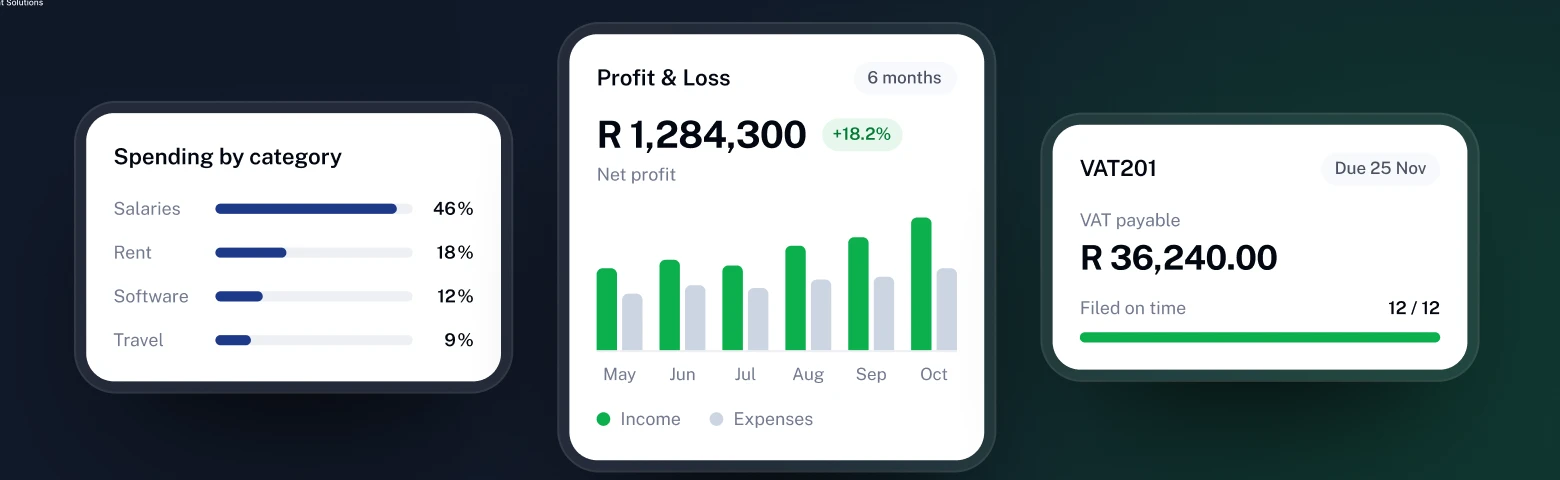 t Solutions
Spending by category
Salaries 46%
Rent 18%
Software 12%
Travel 9%
Profit & Loss 6 months
R 1,284,300 +18.2%
Net profit
May Jun Jul Aug Sep Oct
Income Expenses
VAT201 Due 25 Nov
VAT payable
R 36,240.00
Filed on time 12 / 12